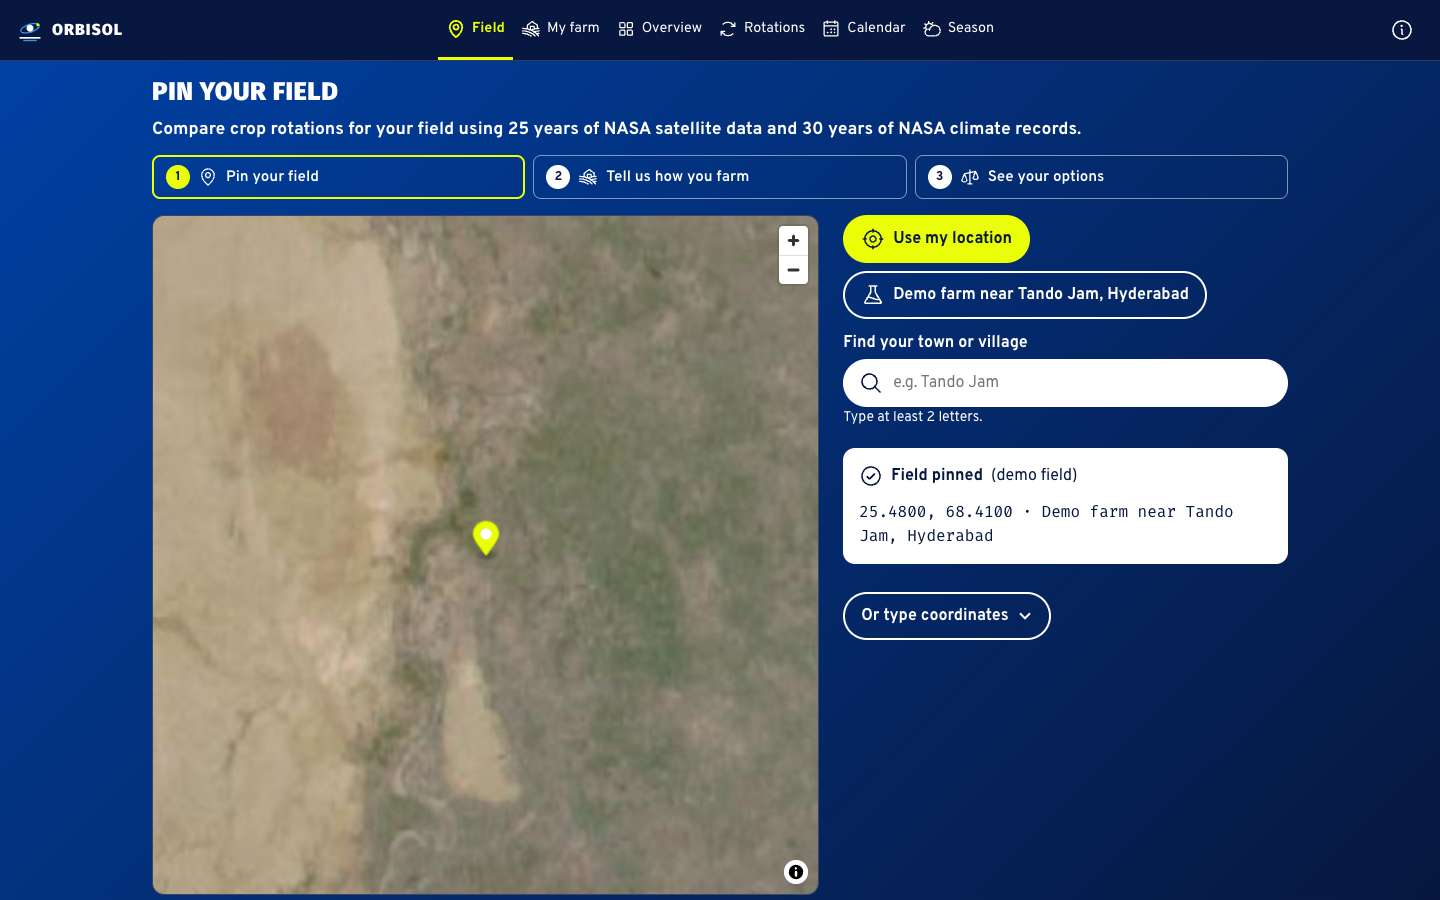 ORBISOL
Field
My farm
Overview
Rotations
Calendar
Season
PIN YOUR FIELD
Compare crop rotations for your field using 25 years of NASA satellite data and 30 years of NASA climate records.
1 Pin your field
2 Tell us how you farm
3 See your options
Use my location
Demo farm near Tando Jam, Hyderabad
Find your town or village
e.g. Tando Jam
Type at least 2 letters.
Field pinned (demo field)
25.4800, 68.4100 · Demo farm near Tando
Jam, Hyderabad
Or type coordinates